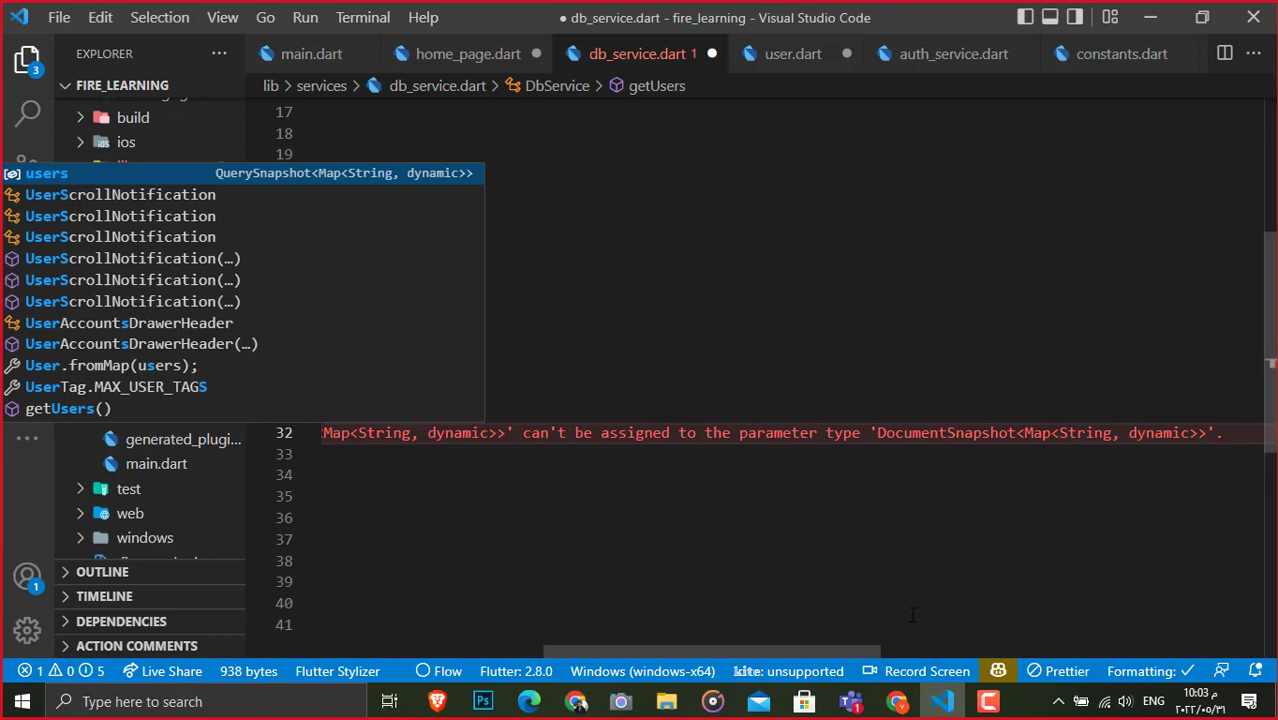 File Edit Selection View Go Run Terminal Help
● db_service.dart - fire_learning - Visual Studio Code
EXPLORER ···
main.dart home_page.dart db_service.dart 1 user.dart auth_service.dart constants.dart
3
FIRE_LEARNING
lib > services > db_service.dart > DbService > getUsers
build
ios
17
18
19
users QuerySnapshot<Map<String, dynamic>>
UserScrollNotification
UserScrollNotification
UserScrollNotification
UserScrollNotification(…)
UserScrollNotification(…)
UserScrollNotification(…)
UserAccountsDrawerHeader
UserAccountsDrawerHeader(…)
User.fromMap(users);
UserTag.MAX_USER_TAGS
getUsers()
32 <Map<String, dynamic>>' can't be assigned to the parameter type 'DocumentSnapshot<Map<String, dynamic>>'.
33
34
35
36
37
38
39
40
41
generated_plugi...
main.dart
test
web
windows
OUTLINE
TIMELINE
DEPENDENCIES
ACTION COMMENTS
1
1 0 5 Live Share 938 bytes Flutter Stylizer Flow Flutter: 2.8.0 Windows (windows-x64) kite: unsupported Record Screen Prettier Formatting: ✓
Type here to search
ENG
م 10:03
٢٠٢٢/٠٥/٣١